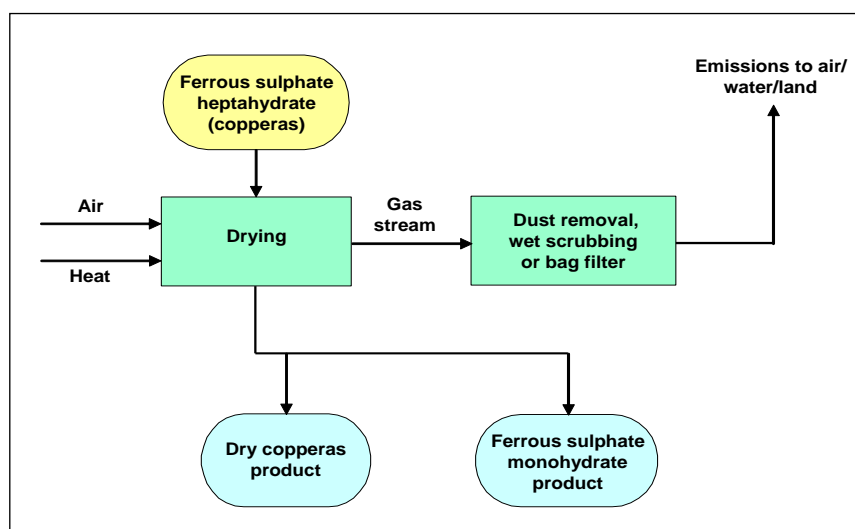 Ferrous sulphate
heptahydrate
(copperas)
Emissions to air/
water/land
Air
Heat
Drying
Gas
stream
Dust removal,
wet scrubbing
or bag filter
Dry copperas
product
Ferrous sulphate
monohydrate
product